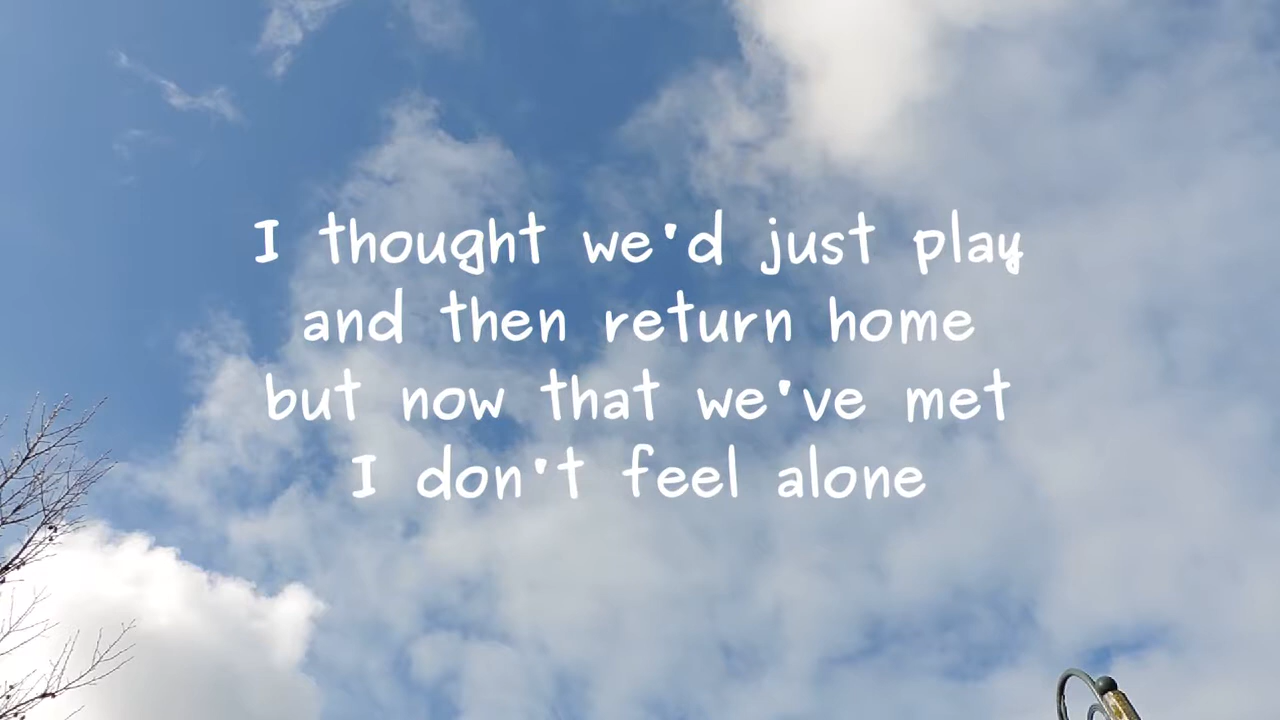 I thought we'd just play
and then return home
but now that we've met
I don't feel alone